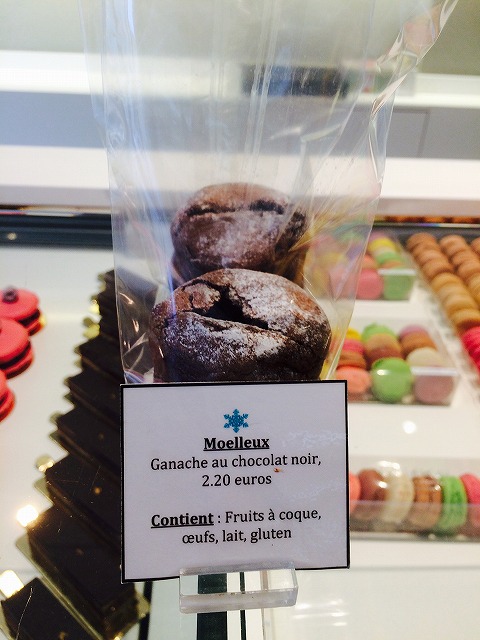 Moelleux
Ganache au chocolat noir,
2.20 euros
Contient : Fruits à coque,
œufs, lait, gluten